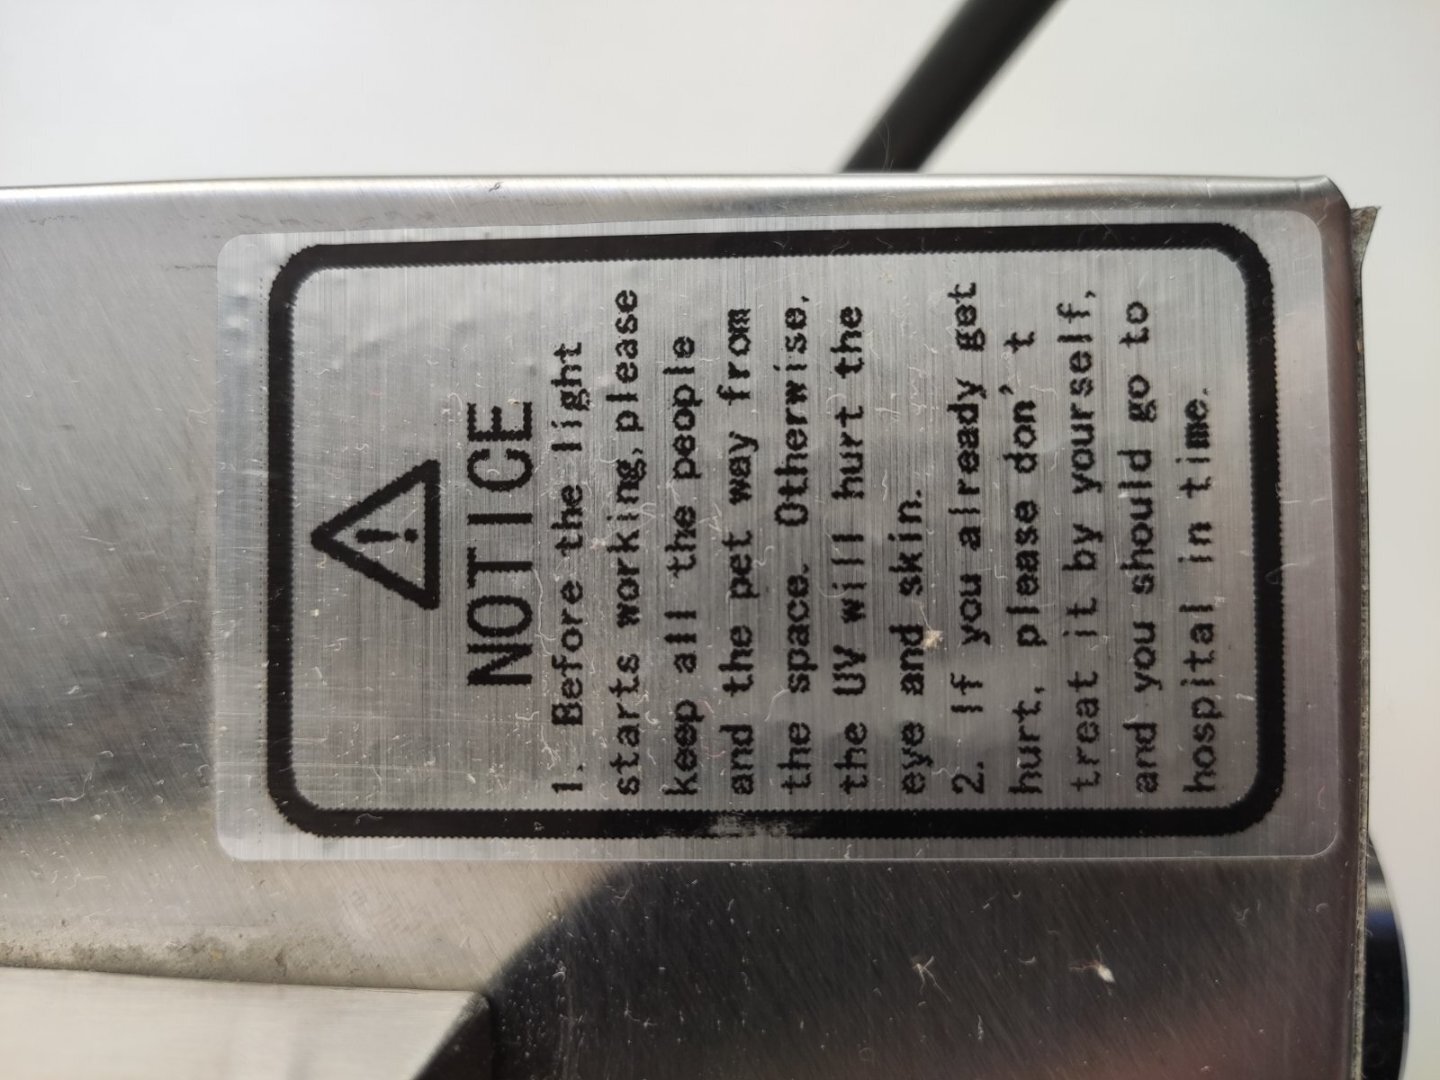 NOTICE
1. Before the light
starts working,please
keep all the people
and the pet way from
the space. Otherwise,
the UV will hurt the
eye and skin.
2. If you already get
hurt, please don't
treat it by yourself,
and you should go to
hospital in time.